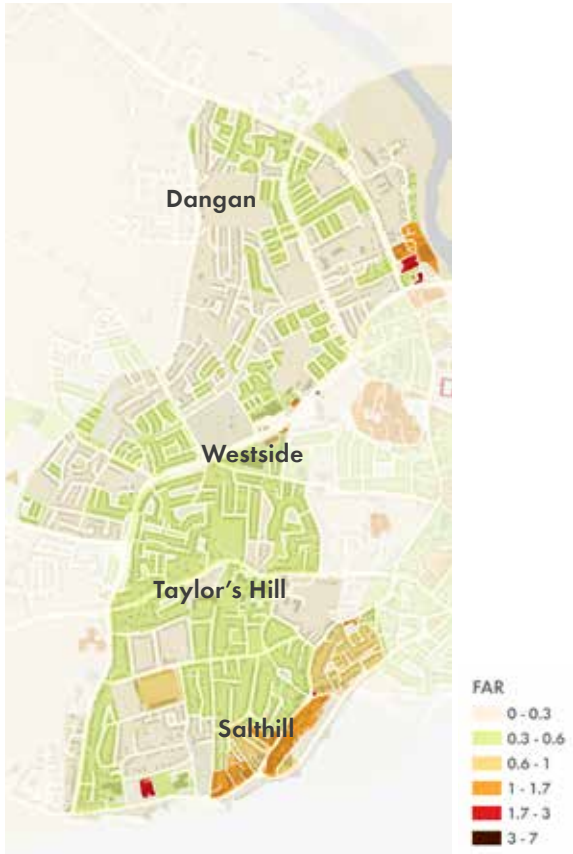 Dangan
Westside
Taylor's Hill
Salthill
FAR
0 - 0.3
0.3 - 0.6
0.6 - 1
1 - 1.7
1.7 - 3
3 - 7